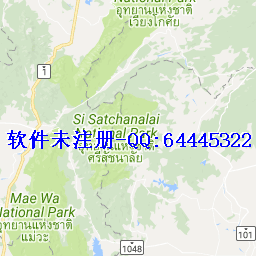 National Park
อุทยานแห่งชาติ
เวียงโกศัย
1
Si Satchanalai
National Park
อุทยานแห่งชาติ
ศรีสัชนาลัย
软件未注册-QQ:64445322
Mae Wa
National Park
อุทยานแห่งชาติ
แม่วะ
101
1048